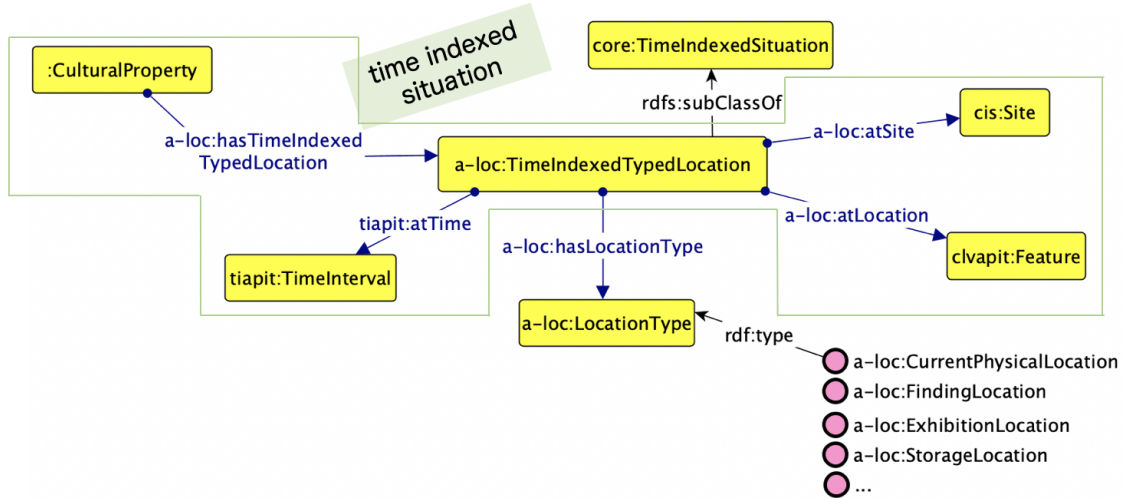 :CulturalProperty
time indexed
situation
core:TimeIndexedSituation
rdfs:subClassOf
cis:Site
a-loc:atSite
a-loc:hasTimeIndexed
TypedLocation
a-loc:TimeIndexedTypedLocation
tiapit:atTime
a-loc:atLocation
a-loc:hasLocationType
clvapit:Feature
tiapit:TimeInterval
a-loc:LocationType
rdf:type
a-loc:CurrentPhysicalLocation
a-loc:FindingLocation
a-loc:ExhibitionLocation
a-loc:StorageLocation
...